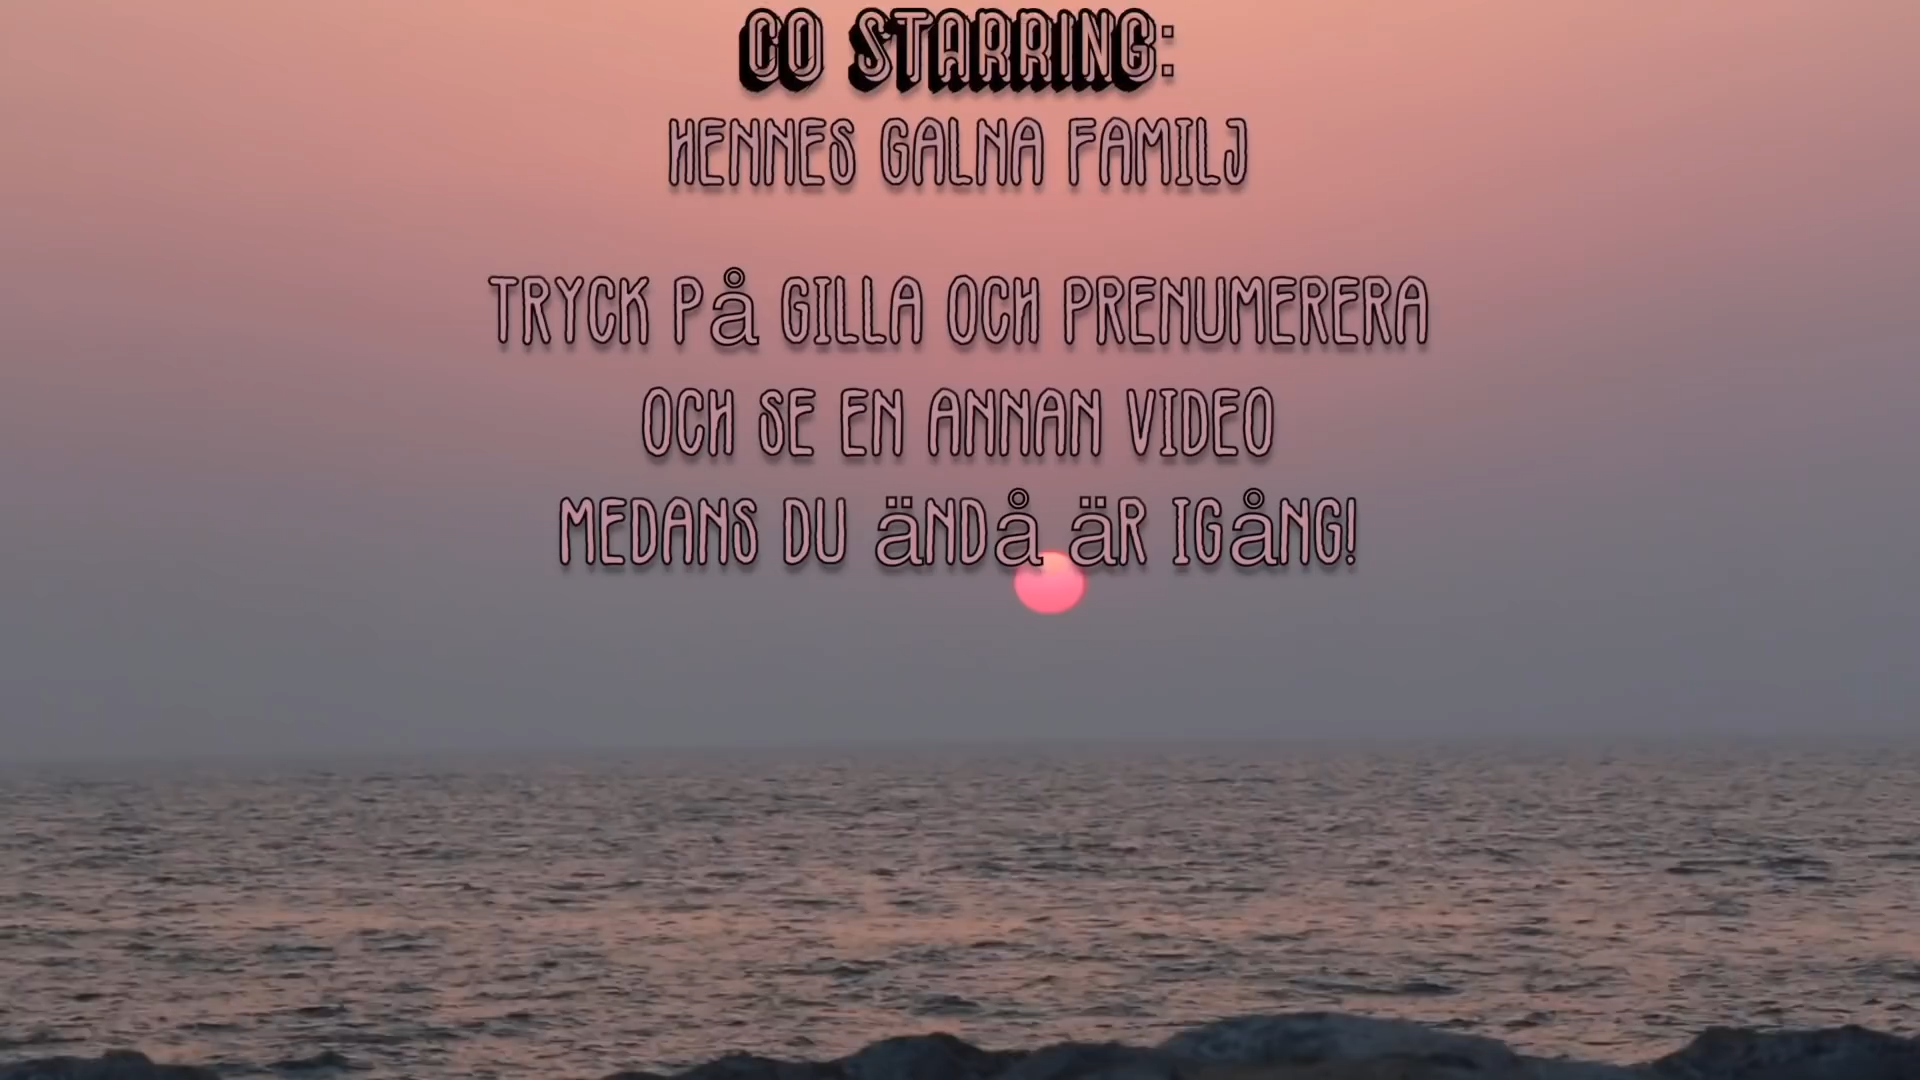 CO STARRING:
HENNES GALNA FAMILJ
TRYCK På GILLA OCH PRENUMERERA
OCH SE EN ANNAN VIDEO
MEDANS DU äNDå äR IGåNG!